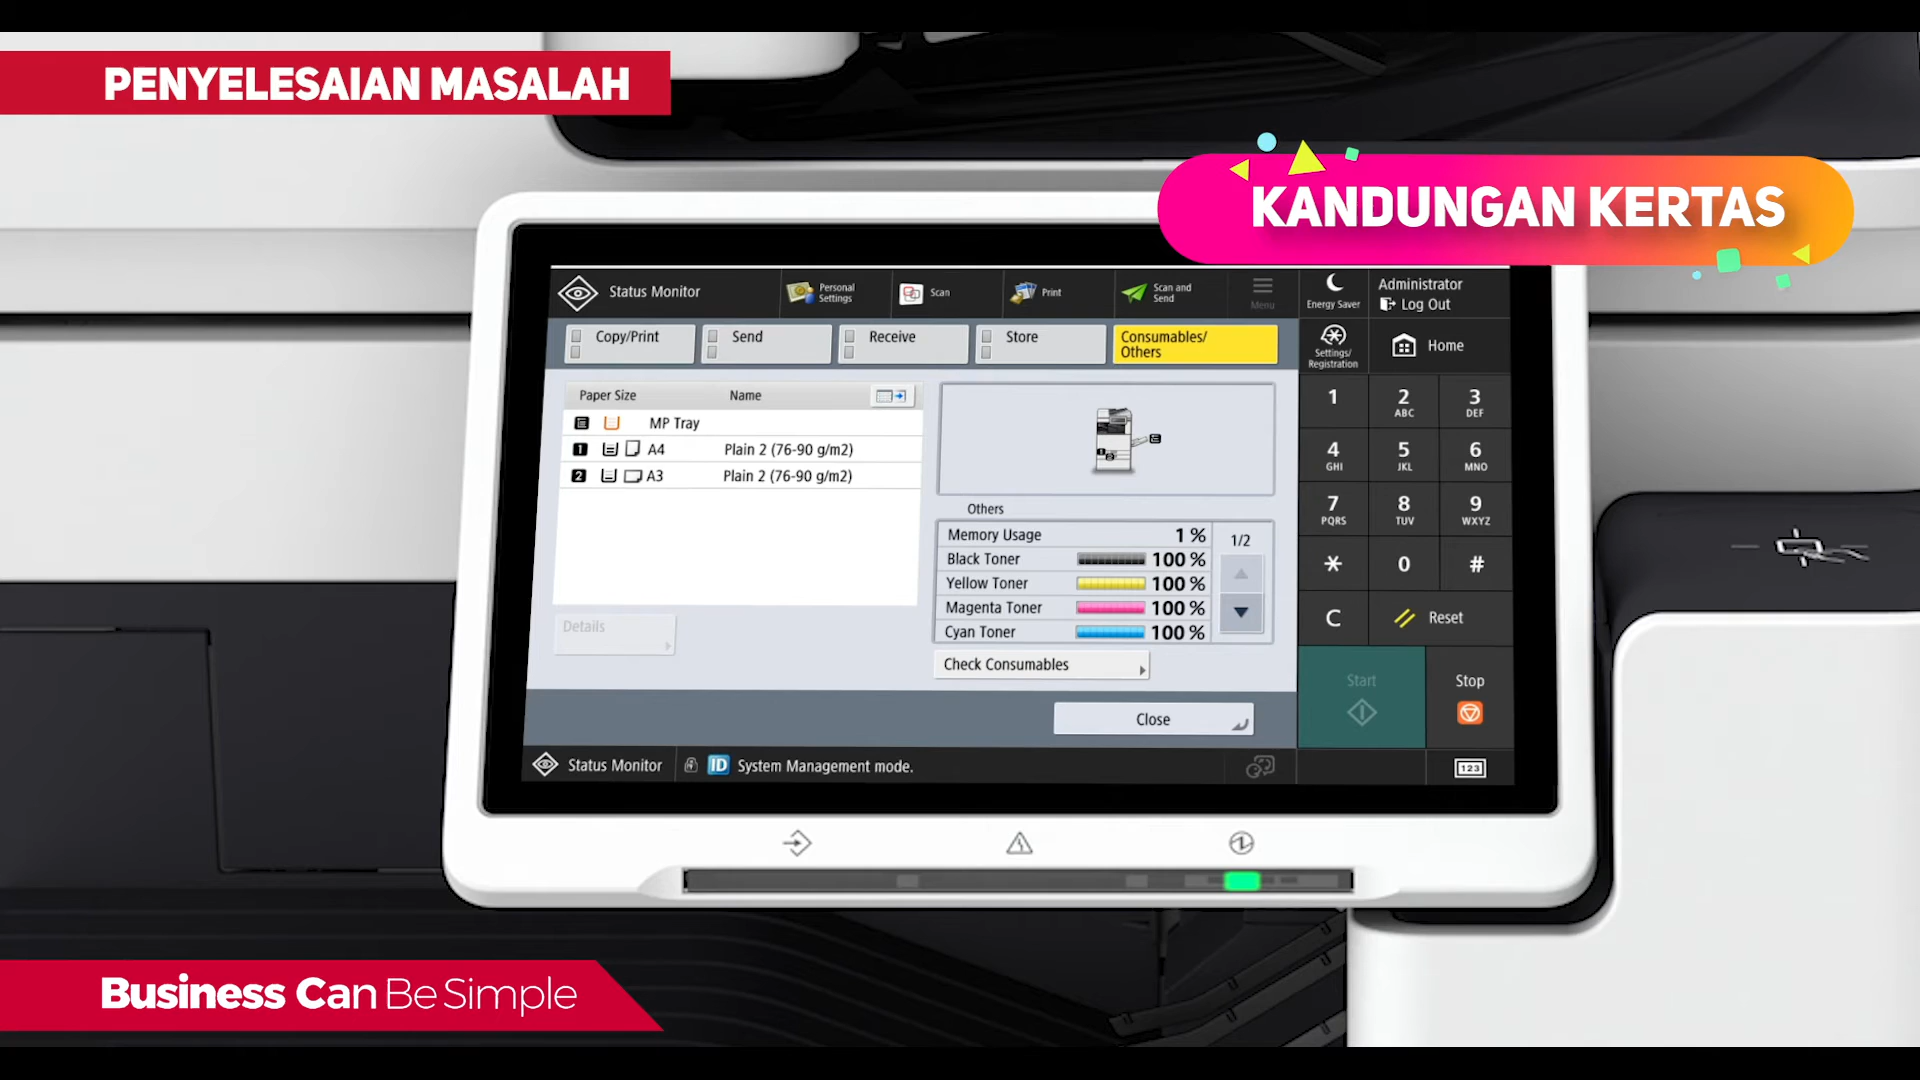 PENYELESAIAN MASALAH
KANDUNGAN KERTAS
Status Monitor
Personal Settings
Scan
Print
Scan and Send
Menu
Energy Saver
Administrator
Log Out
Copy/Print
Send
Receive
Store
Consumables/
Others
Settings/
Registration
Home
Paper Size Name
MP Tray
1 A4 Plain 2 (76-90 g/m2)
2 A3 Plain 2 (76-90 g/m2)
Details
Others
Memory Usage 1 %
Black Toner 100 %
Yellow Toner 100 %
Magenta Toner 100 %
Cyan Toner 100 %
1/2
Check Consumables
Close
1
2 ABC
3 DEF
4 GHI
5 JKL
6 MNO
7 PQRS
8 TUV
9 WXYZ
* 0 #
C
Reset
Start
Stop
Status Monitor
ID System Management mode.
123
Business Can Be Simple